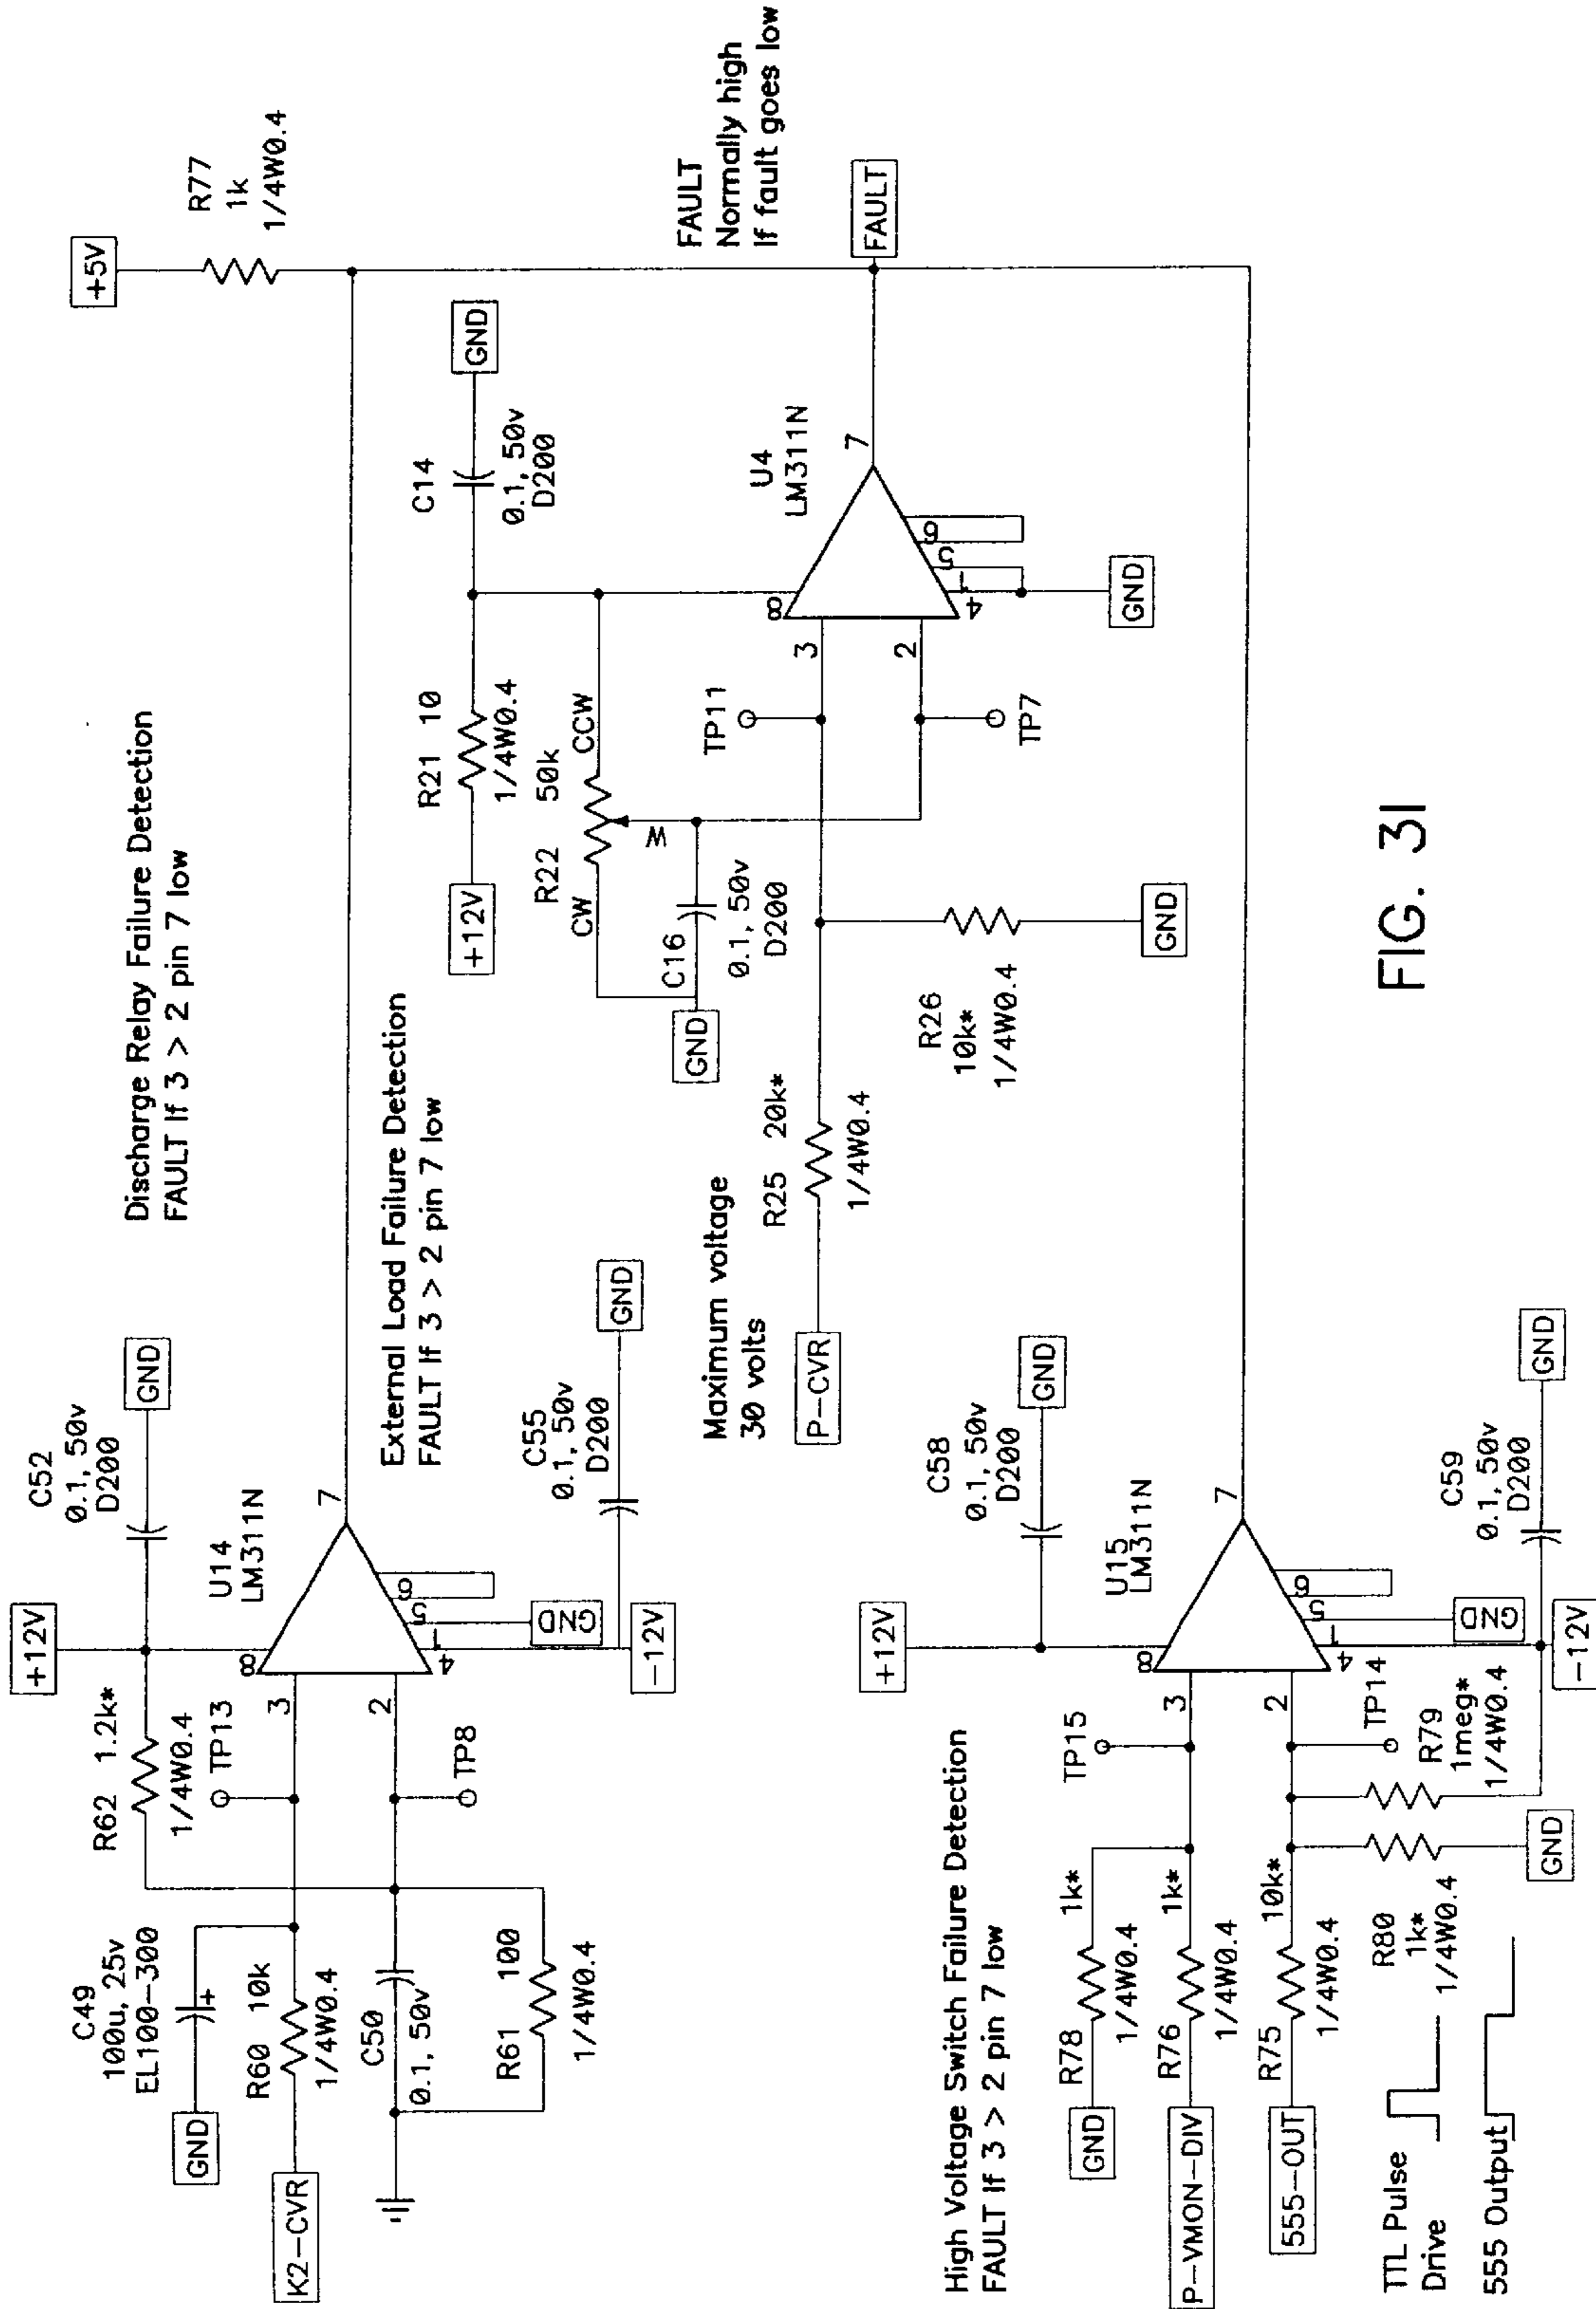 Discharge Relay Failure Detection
FAULT If 3 > 2 pin 7 low
+5V
R77
1k
1/4W0.4
+12V
C52
0.1, 50v
D200
GND
R62 1.2k*
1/4W0.4
C49
100u, 25v
EL100-300
GND
+
TP13
U14
LM311N
8
3
2
7
6
5
1
4
GND
-12V
K2-CVR
R60 10k
1/4W0.4
TP8
C50
0.1, 50v
R61 100
1/4W0.4
C55
0.1, 50v
D200
GND
External Load Failure Detection
FAULT If 3 > 2 pin 7 low
+12V
R21 10
1/4W0.4
C14
0.1, 50v
D200
GND
R22 50k
CW
CCW
W
C16
0.1, 50v
D200
GND
U4
LM311N
8
3
2
7
6
5
1
4
GND
TP11
TP7
Maximum voltage
30 volts
P-CVR
R25 20k*
1/4W0.4
R26
10k*
1/4W0.4
GND
FAULT
Normally high
If fault goes low
FAULT
High Voltage Switch Failure Detection
FAULT If 3 > 2 pin 7 low
+12V
C58
0.1, 50v
D200
GND
U15
LM311N
8
3
2
7
6
5
1
4
GND
-12V
TP15
TP14
GND
R78
1k*
1/4W0.4
P-VMON-DIV
R76
1k*
1/4W0.4
555-OUT
R75
10k*
1/4W0.4
R79
1meg*
1/4W0.4
R80
1k*
1/4W0.4
GND
C59
0.1, 50v
D200
GND
TTL Pulse
Drive
555 Output
FIG. 3I